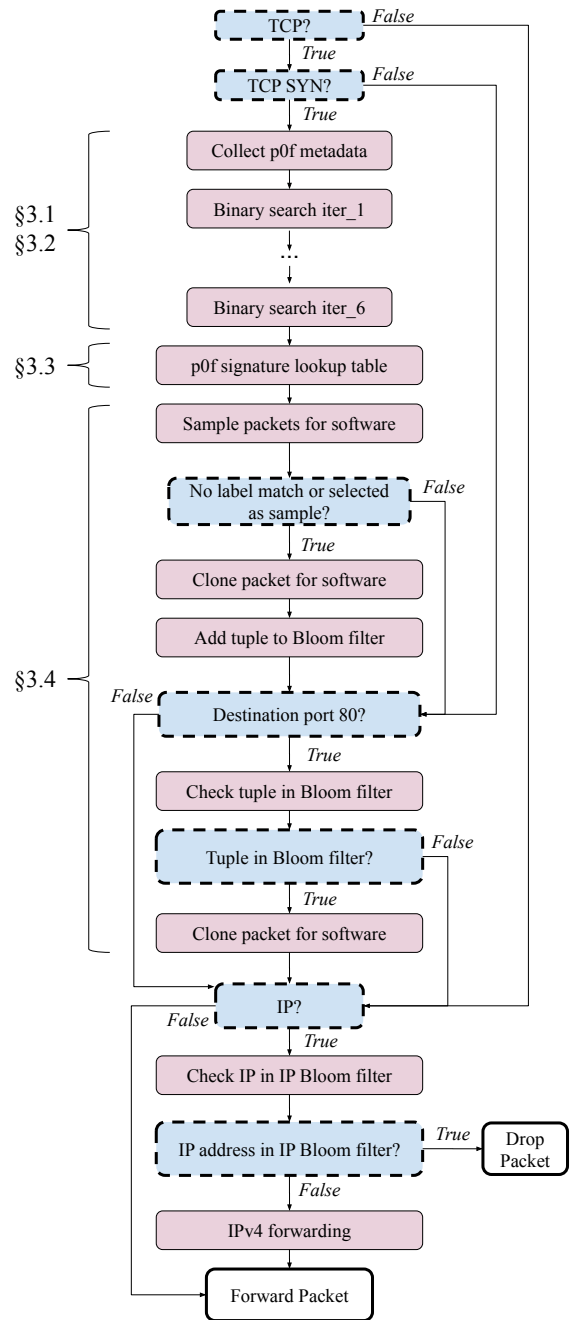 TCP?
False
True
TCP SYN?
False
True
Collect p0f metadata
§3.1
§3.2
Binary search iter_1
...
Binary search iter_6
§3.3
p0f signature lookup table
Sample packets for software
No label match or selected
as sample?
False
True
Clone packet for software
Add tuple to Bloom filter
§3.4
False
Destination port 80?
True
Check tuple in Bloom filter
Tuple in Bloom filter?
False
True
Clone packet for software
IP?
False
True
Check IP in IP Bloom filter
IP address in IP Bloom filter?
True
Drop
Packet
False
IPv4 forwarding
Forward Packet